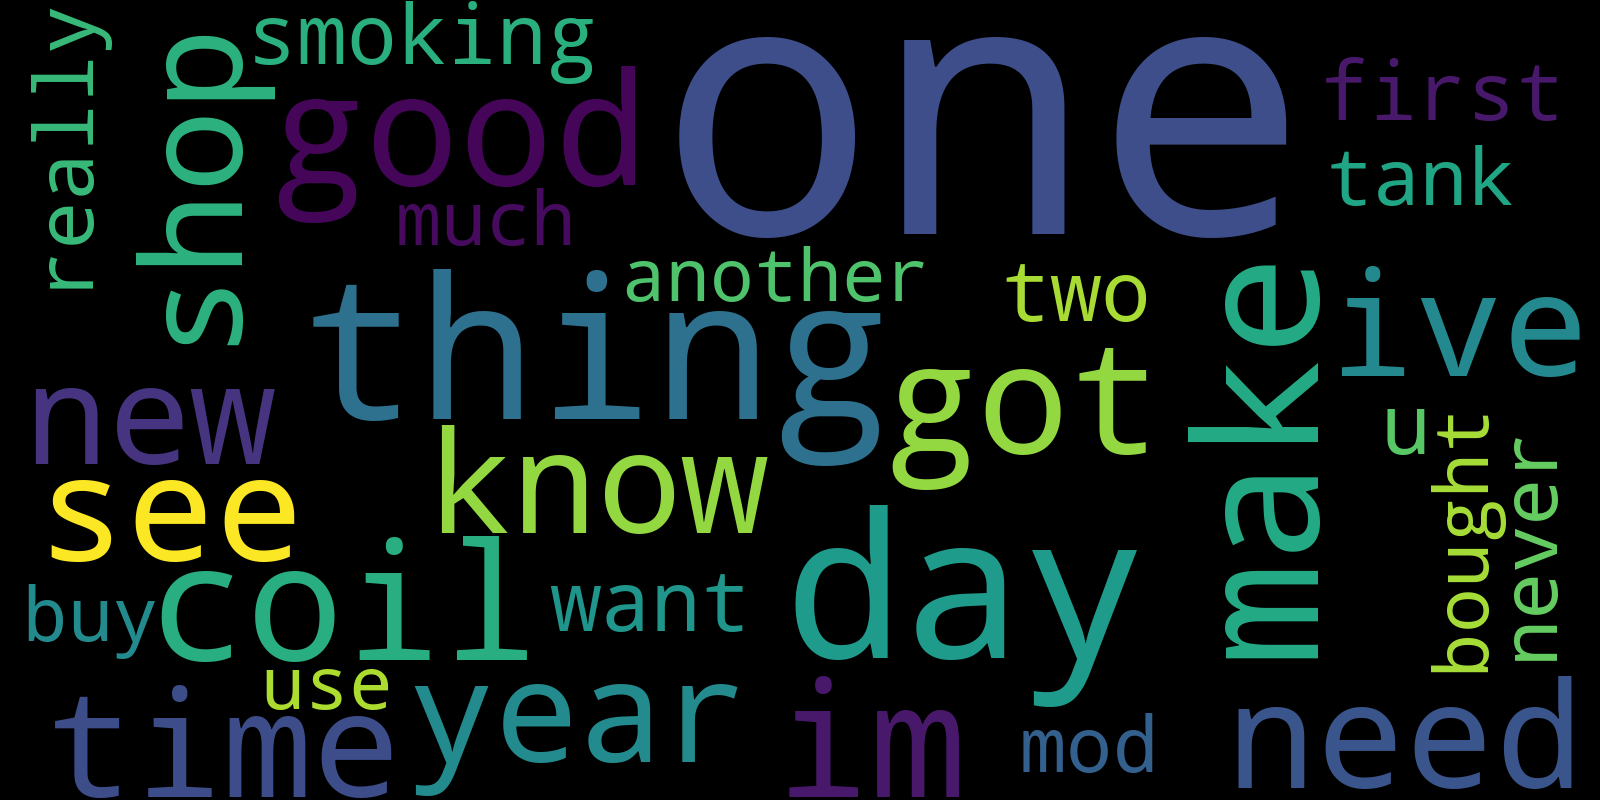 really
shop
smoking
good
much
one
first
tank
another
two
thing
got
make
ive
new
know
u
bought
never
see
coil
day
buy
want
use
time
year
im
mod
need